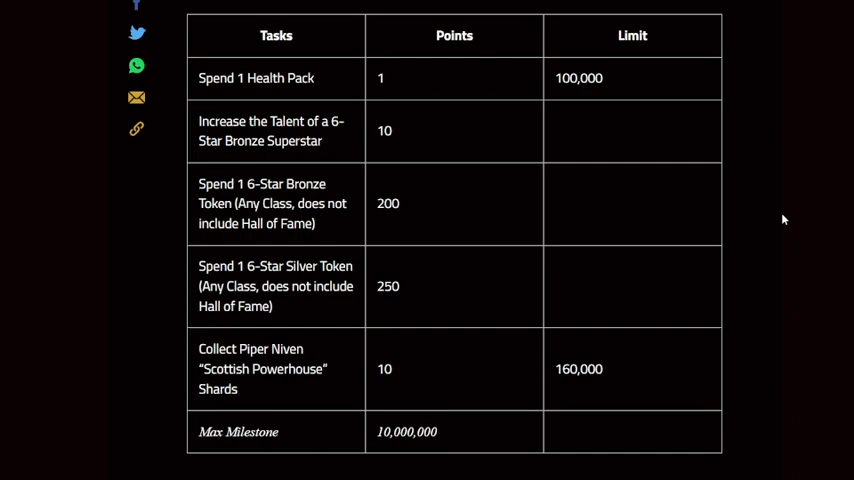 Tasks Points Limit
Spend 1 Health Pack 1 100,000
Increase the Talent of a 6-
Star Bronze Superstar
10
Spend 1 6-Star Bronze
Token (Any Class, does not
include Hall of Fame)
200
Spend 1 6-Star Silver Token
(Any Class, does not include
Hall of Fame)
250
Collect Piper Niven
“Scottish Powerhouse”
Shards
10 160,000
Max Milestone 10,000,000